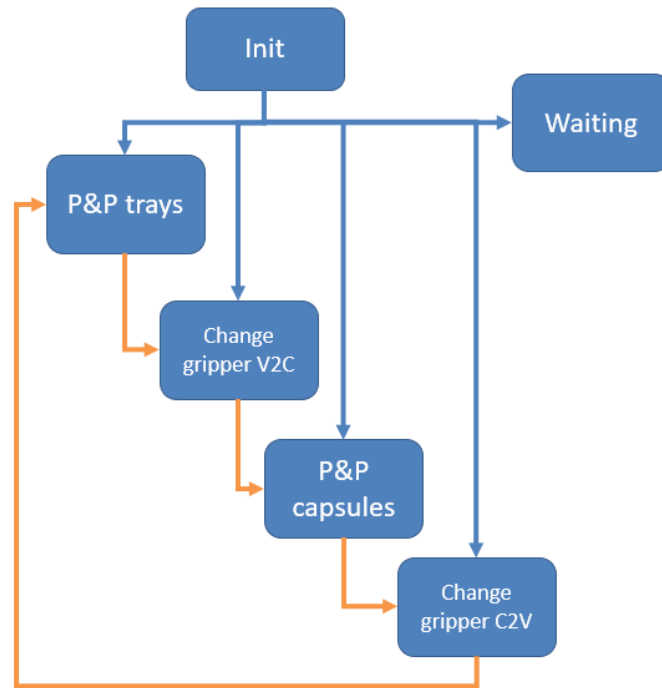 Init
Waiting
P&P trays
Change
gripper V2C
P&P
capsules
Change
gripper C2V